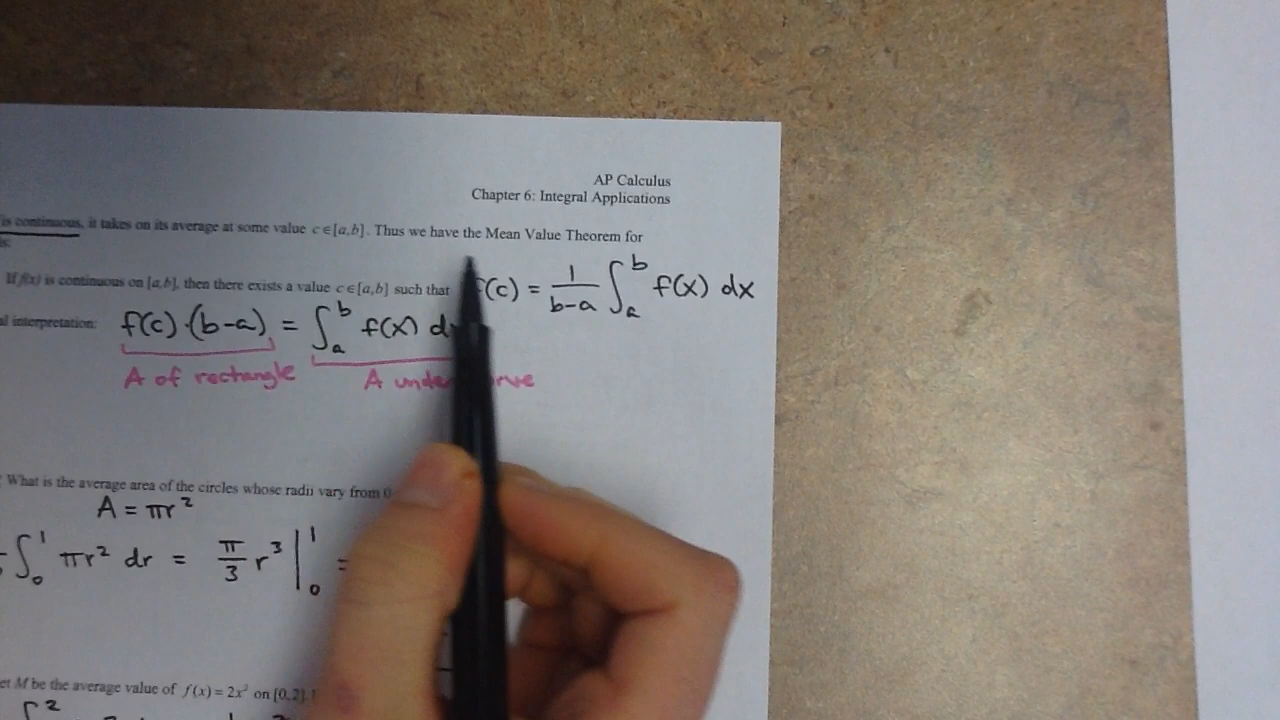 AP Calculus
Chapter 6: Integral Applications
is continuous, it takes on its average at some value c∈[a,b]. Thus we have the Mean Value Theorem for
If f(x) is continuous on [a,b], then there exists a value c∈[a,b] such that (c) = 1/(b-a) ∫_a^b f(x) dx
interpretation: f(c)·(b-a) = ∫_a^b f(x)
A of rectangle A under
What is the average area of the circles whose radii vary from 0
A = πr²
∫_0^1 πr² dr = π/3 r³ |_0^1 =
M be the average value of f(x) = 2x² on [0,2].
∫ 2